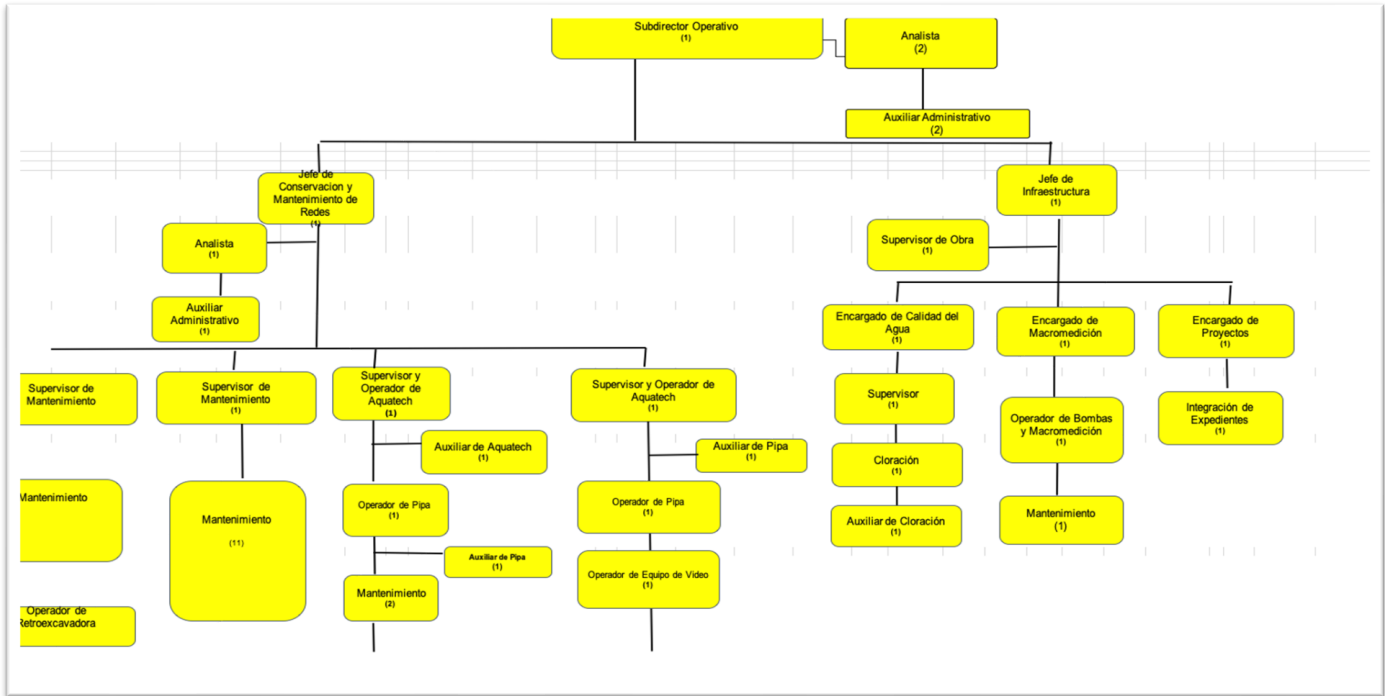 Subdirector Operativo
(1)
Analista
(2)
Auxiliar Administrativo
(2)
Jefe de
Conservacion y
Mantenimiento de
Redes
(1)
Analista
(1)
Auxiliar
Administrativo
(1)
Supervisor de
Mantenimiento
Mantenimiento
Operador de
Retroexcavadora
Supervisor de
Mantenimiento
(1)
Mantenimiento
(11)
Supervisor y
Operador de
Aquatech
(1)
Auxiliar de Aquatech
(1)
Operador de Pipa
(1)
Auxiliar de Pipa
(1)
Mantenimiento
(2)
Supervisor y Operador de
Aquatech
(1)
Auxiliar de Pipa
(1)
Operador de Pipa
(1)
Operador de Equipo de Video
(1)
Jefe de
Infraestructura
(1)
Supervisor de Obra
(1)
Encargado de Calidad del
Agua
(1)
Supervisor
(1)
Cloración
(1)
Auxiliar de Cloración
(1)
Encargado de
Macromedición
(1)
Operador de Bombas
y Macromedición
(1)
Mantenimiento
(1)
Encargado de
Proyectos
(1)
Integración de
Expedientes
(1)